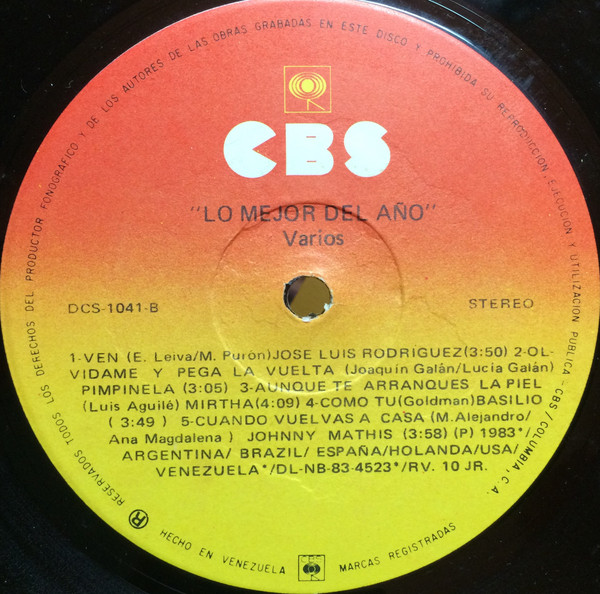 RESERVADOS TODOS LOS DERECHOS DEL PRODUCTOR FONOGRAFICO Y DE LOS AUTORES DE LAS OBRAS GRABADAS EN ESTE DISCO Y PROHIBIDA SU REPRODUCCION, EJECUCION Y UTILIZACION PUBLICA - CBS/COLUMBIA, C.A.
CBS
"LO MEJOR DEL AÑO"
Varios
DCS-1041-B STEREO
1-VEN (E. Leiva/M. Purón)JOSE LUIS RODRIGUEZ(3:50) 2-OL-
VIDAME Y PEGA LA VUELTA (Joaquín Galán/Lucía Galán)
PIMPINELA (3:05) 3-AUNQUE TE ARRANQUES LA PIEL
(Luis Aguilé) MIRTHA(4:09) 4-COMO TU(Goldman)BASILIO
(3:49) 5-CUANDO VUELVAS A CASA (M.Alejandro/
Ana Magdalena) JOHNNY MATHIS (3:58) (P) 1983*/
ARGENTINA/ BRAZIL/ ESPAÑA/HOLANDA/USA/
VENEZUELA*/DL-NB-83-4523*/RV. 10 JR.
R HECHO EN VENEZUELA MARCAS REGISTRADAS